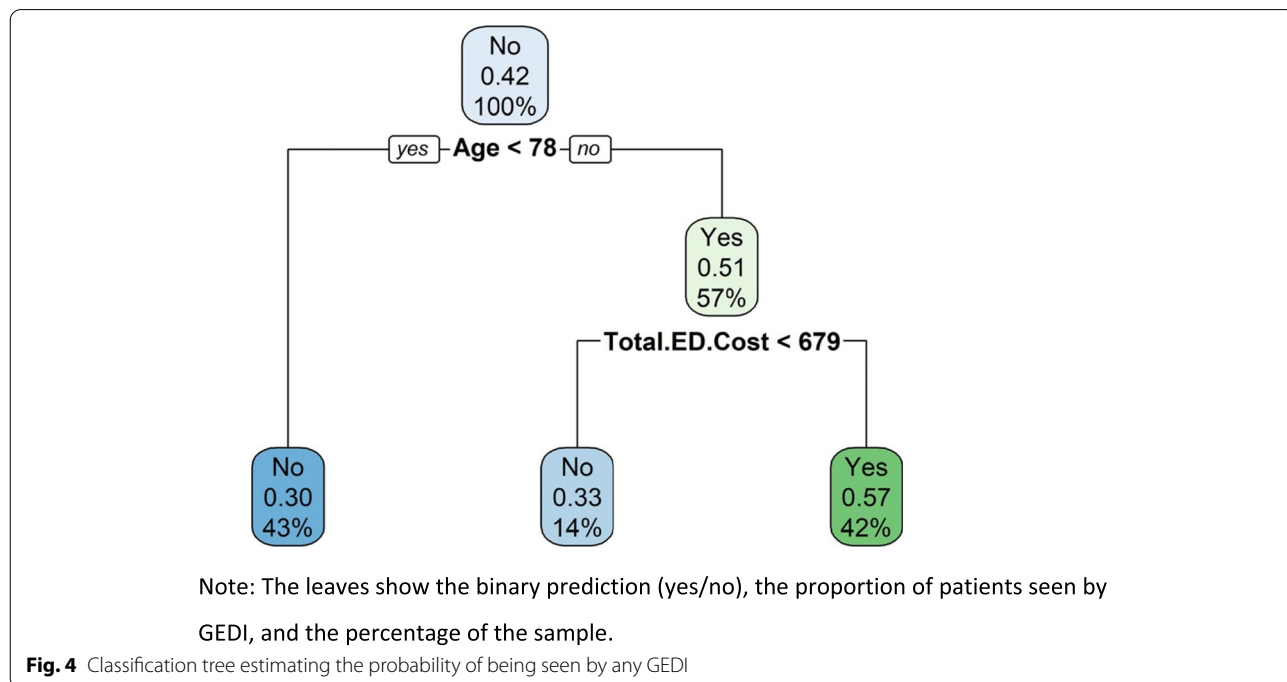 No
0.42
100%
yes Age < 78 no
Yes
0.51
57%
Total.ED.Cost < 679
No
0.30
43%
No
0.33
14%
Yes
0.57
42%
Note: The leaves show the binary prediction (yes/no), the proportion of patients seen by
GEDI, and the percentage of the sample.
Fig. 4 Classification tree estimating the probability of being seen by any GEDI